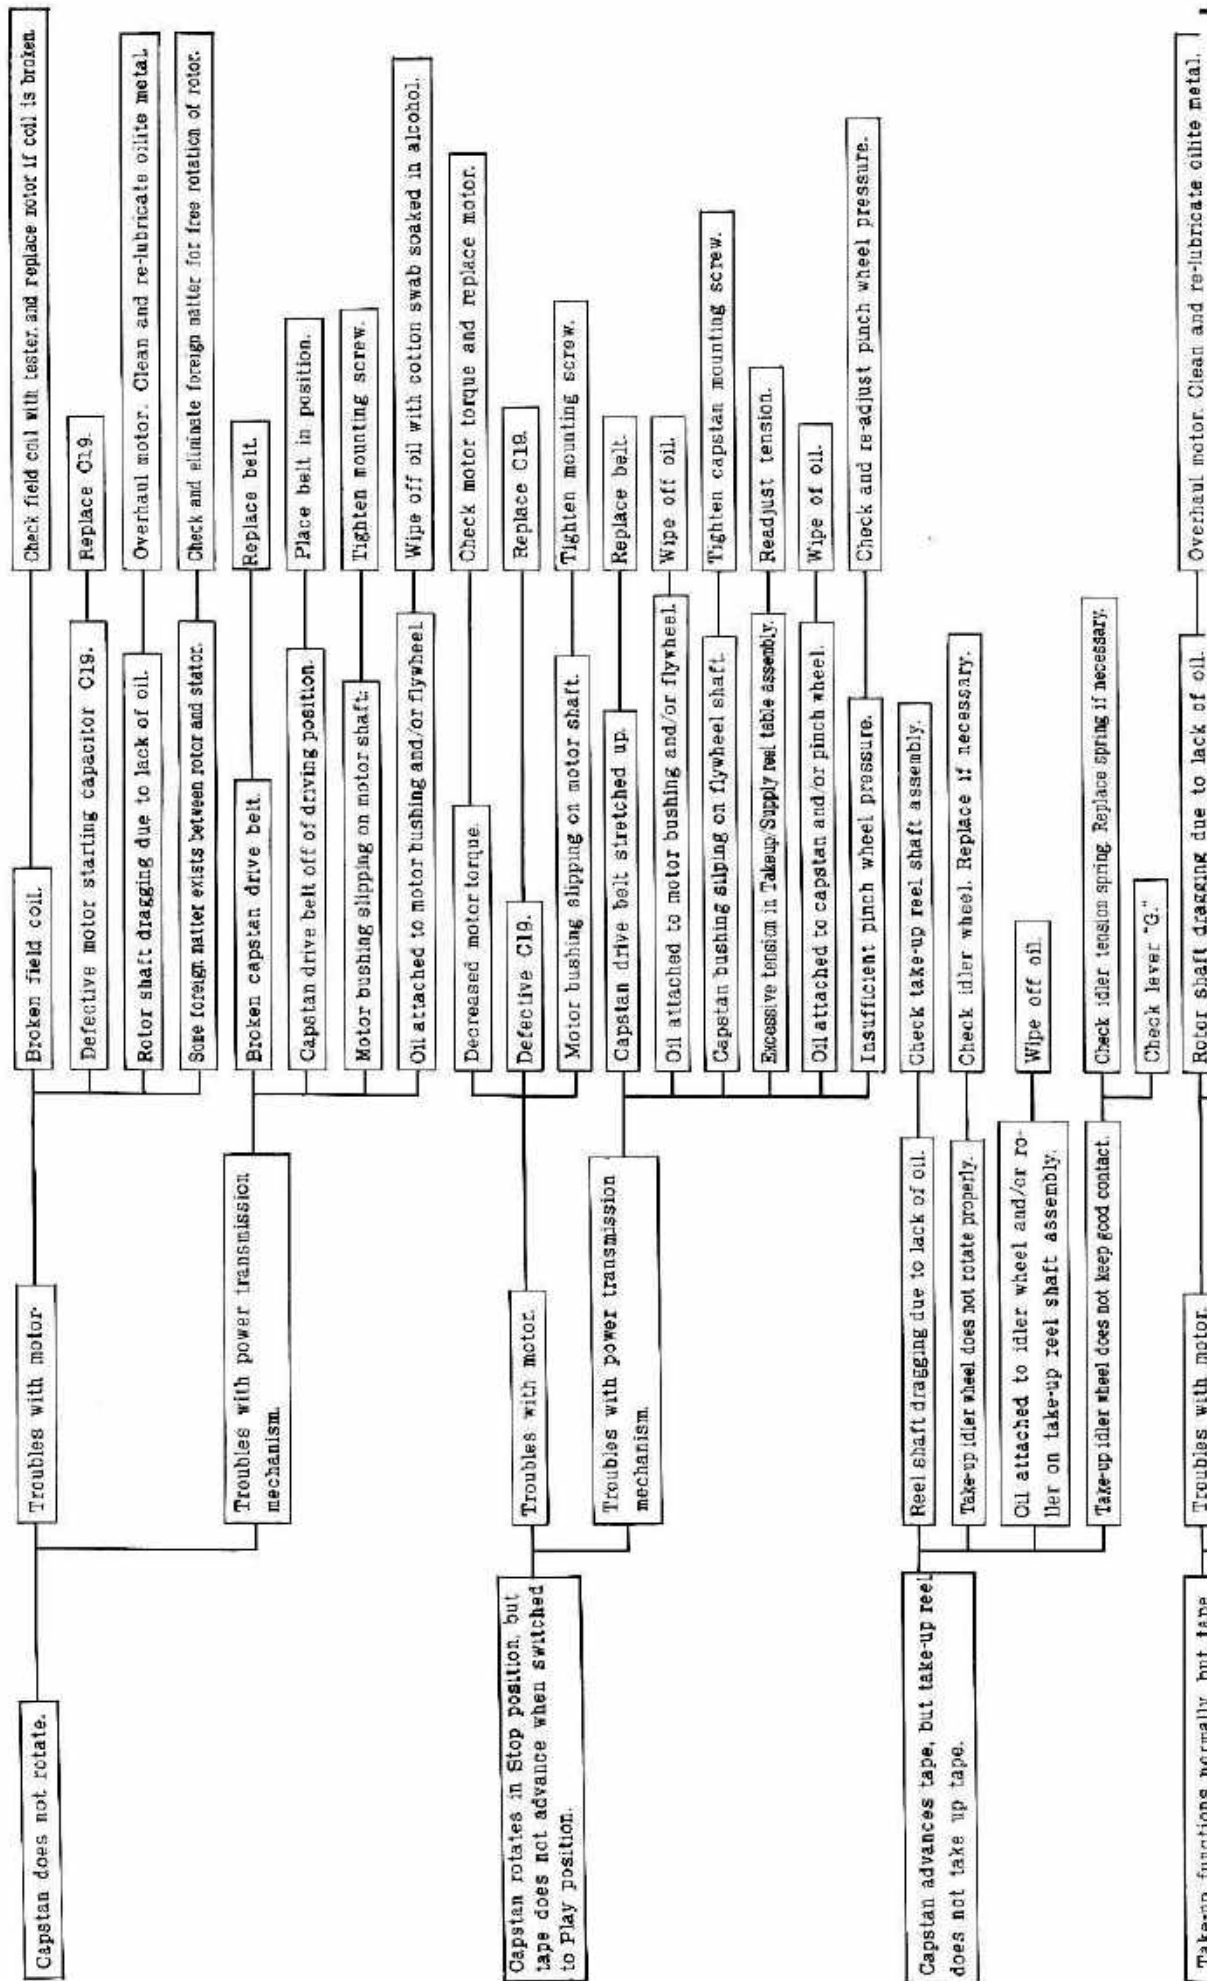 Capstan does not rotate.
Troubles with motor.
Broken field coil.
Check field coil with tester, and replace motor if coil is broken.
Defective motor starting capacitor C19.
Replace C19.
Rotor shaft dragging due to lack of oil.
Overhaul motor. Clean and re-lubricate oilite metal.
Some foreign matter exists between rotor and stator.
Check and eliminate foreign matter for free rotation of rotor.
Troubles with power transmission
mechanism.
Broken capstan drive belt.
Replace belt.
Capstan drive belt off of driving position.
Place belt in position.
Motor bushing slipping on motor shaft.
Tighten mounting screw.
Oil attached to motor bushing and/or flywheel
Wipe off oil with cotton swab soaked in alcohol.
Capstan rotates in Stop position, but
tape does not advance when switched
to Play position.
Troubles with motor.
Decreased motor torque.
Check motor torque and replace motor.
Defective C19.
Replace C19.
Motor bushing slipping on motor shaft.
Tighten mounting screw.
Troubles with power transmission
mechanism.
Capstan drive belt stretched up.
Replace belt.
Oil attached to motor bushing and/or flywheel.
Wipe off oil.
Capstan bushing silping on flywheel shaft.
Tighten capstan mounting screw.
Excessive tension in Takeup/Supply reel table assembly.
Readjust tension.
Oil attached to capstan and/or pinch wheel.
Wipe of oil.
Insufficient pinch wheel pressure.
Check and re-adjust pinch wheel pressure.
Capstan advances tape, but take-up reel
does not take up tape.
Reel shaft dragging due to lack of oil.
Check take-up reel shaft assembly.
Take-up idler wheel does not rotate properly.
Check idler wheel. Replace if necessary.
Oil attached to idler wheel and/or ro-
ller on take-up reel shaft assembly.
Wipe off oil.
Take-up idler wheel does not keep good contact.
Check idler tension spring. Replace spring if necessary.
Check lever "G."
Take-up functions normally, but tape
Troubles with motor.
Rotor shaft dragging due to lack of oil.
Overhaul motor. Clean and re-lubricate oilite metal.